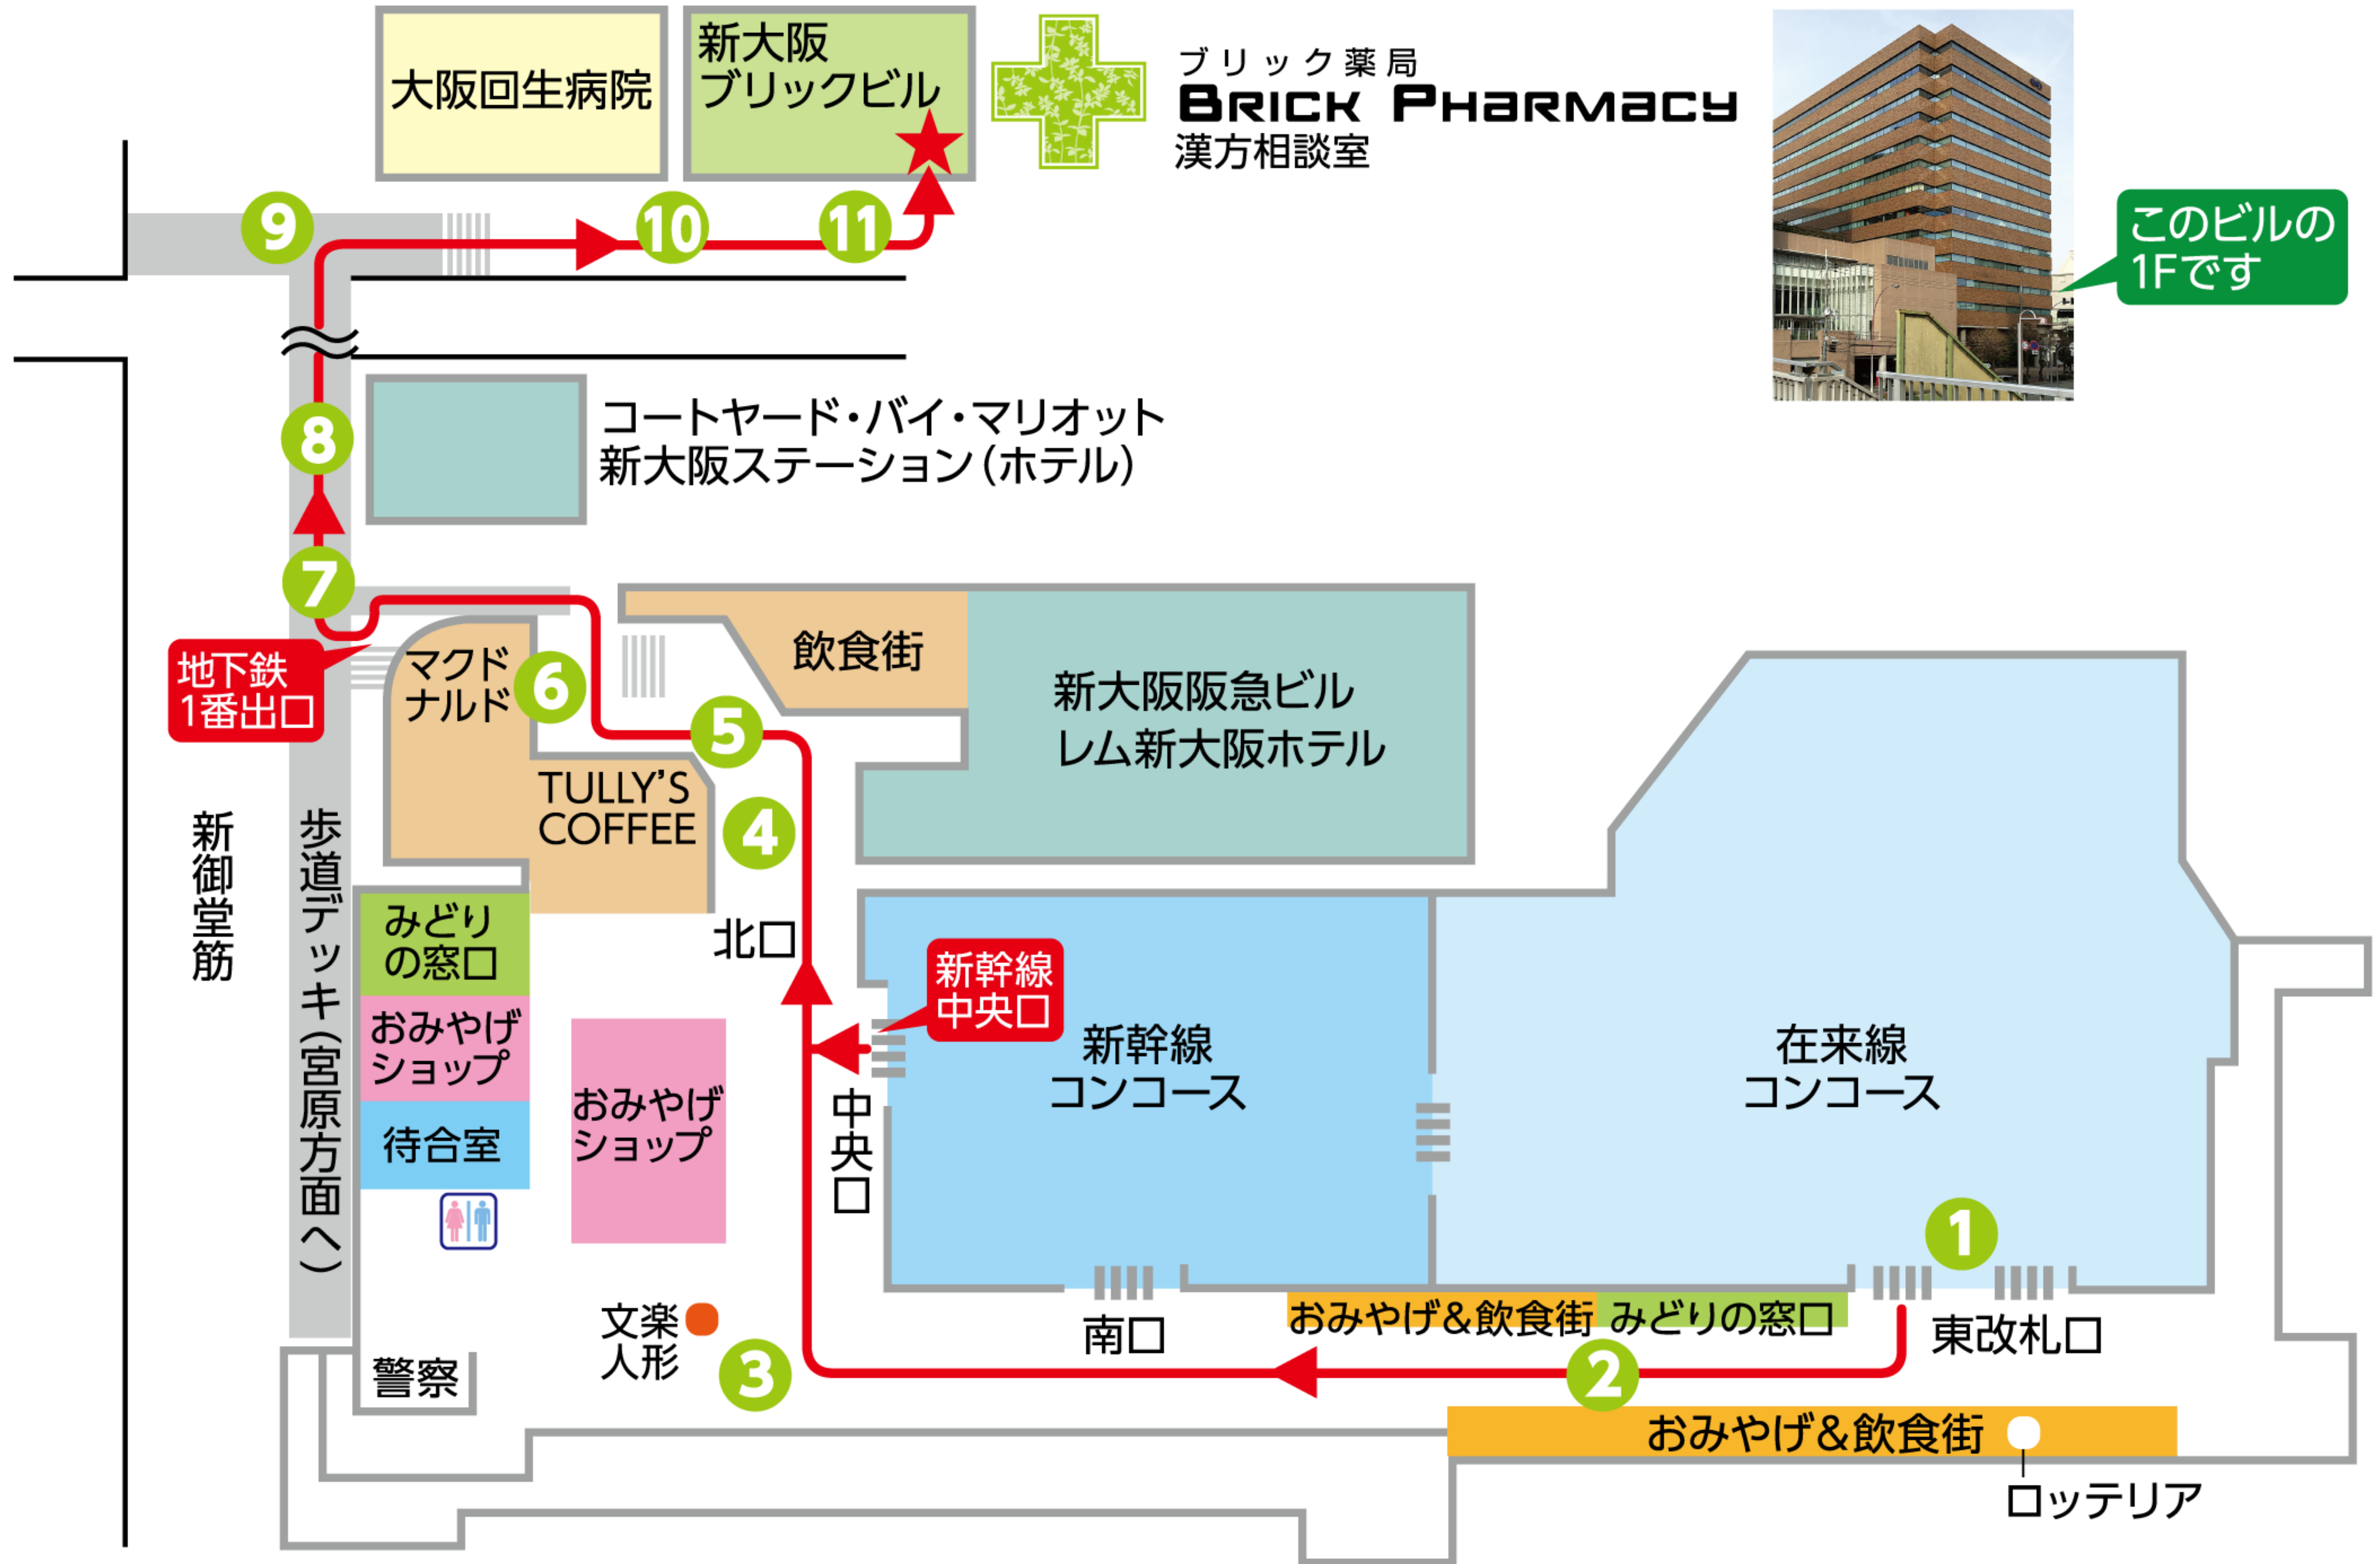 大阪回生病院
新大阪
ブリックビル
ブリック薬局
BRICK PHARMACY
漢方相談室
このビルの
1Fです
9
10
11
8
コートヤード・バイ・マリオット
新大阪ステーション(ホテル)
7
地下鉄
1番出口
マクド
ナルド
6
飲食街
5
新大阪阪急ビル
レム新大阪ホテル
TULLY'S
COFFEE
4
新御堂筋
歩道デッキ(宮原方面へ)
北口
みどり
の窓口
おみやげ
ショップ
待合室
おみやげ
ショップ
新幹線
中央口
中央口
新幹線
コンコース
在来線
コンコース
1
文楽
人形
3
警察
南口
おみやげ&飲食街
みどりの窓口
東改札口
2
おみやげ&飲食街
ロッテリア